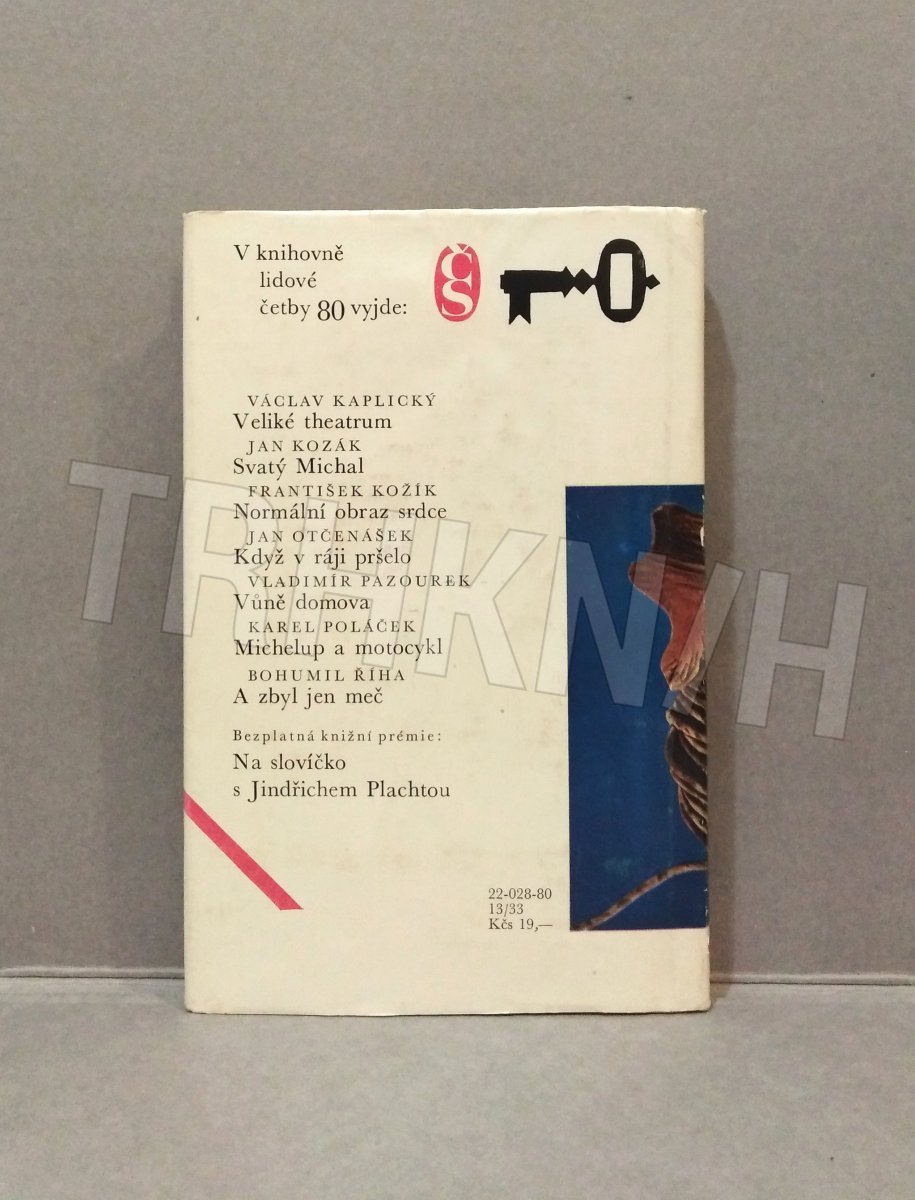 V knihovně
lidové
četby 80 vyjde:
ČS
VÁCLAV KAPLICKÝ
Veliké theatrum
JAN KOZÁK
Svatý Michal
FRANTIŠEK KOŽÍK
Normální obraz srdce
JAN OTČENÁŠEK
Když v ráji pršelo
VLADIMÍR PAZOUREK
Vůně domova
KAREL POLÁČEK
Michelup a motocykl
BOHUMIL ŘÍHA
A zbyl jen meč
Bezplatná knižní prémie:
Na slovíčko
s Jindřichem Plachtou
22-028-80
13/33
Kčs 19,—